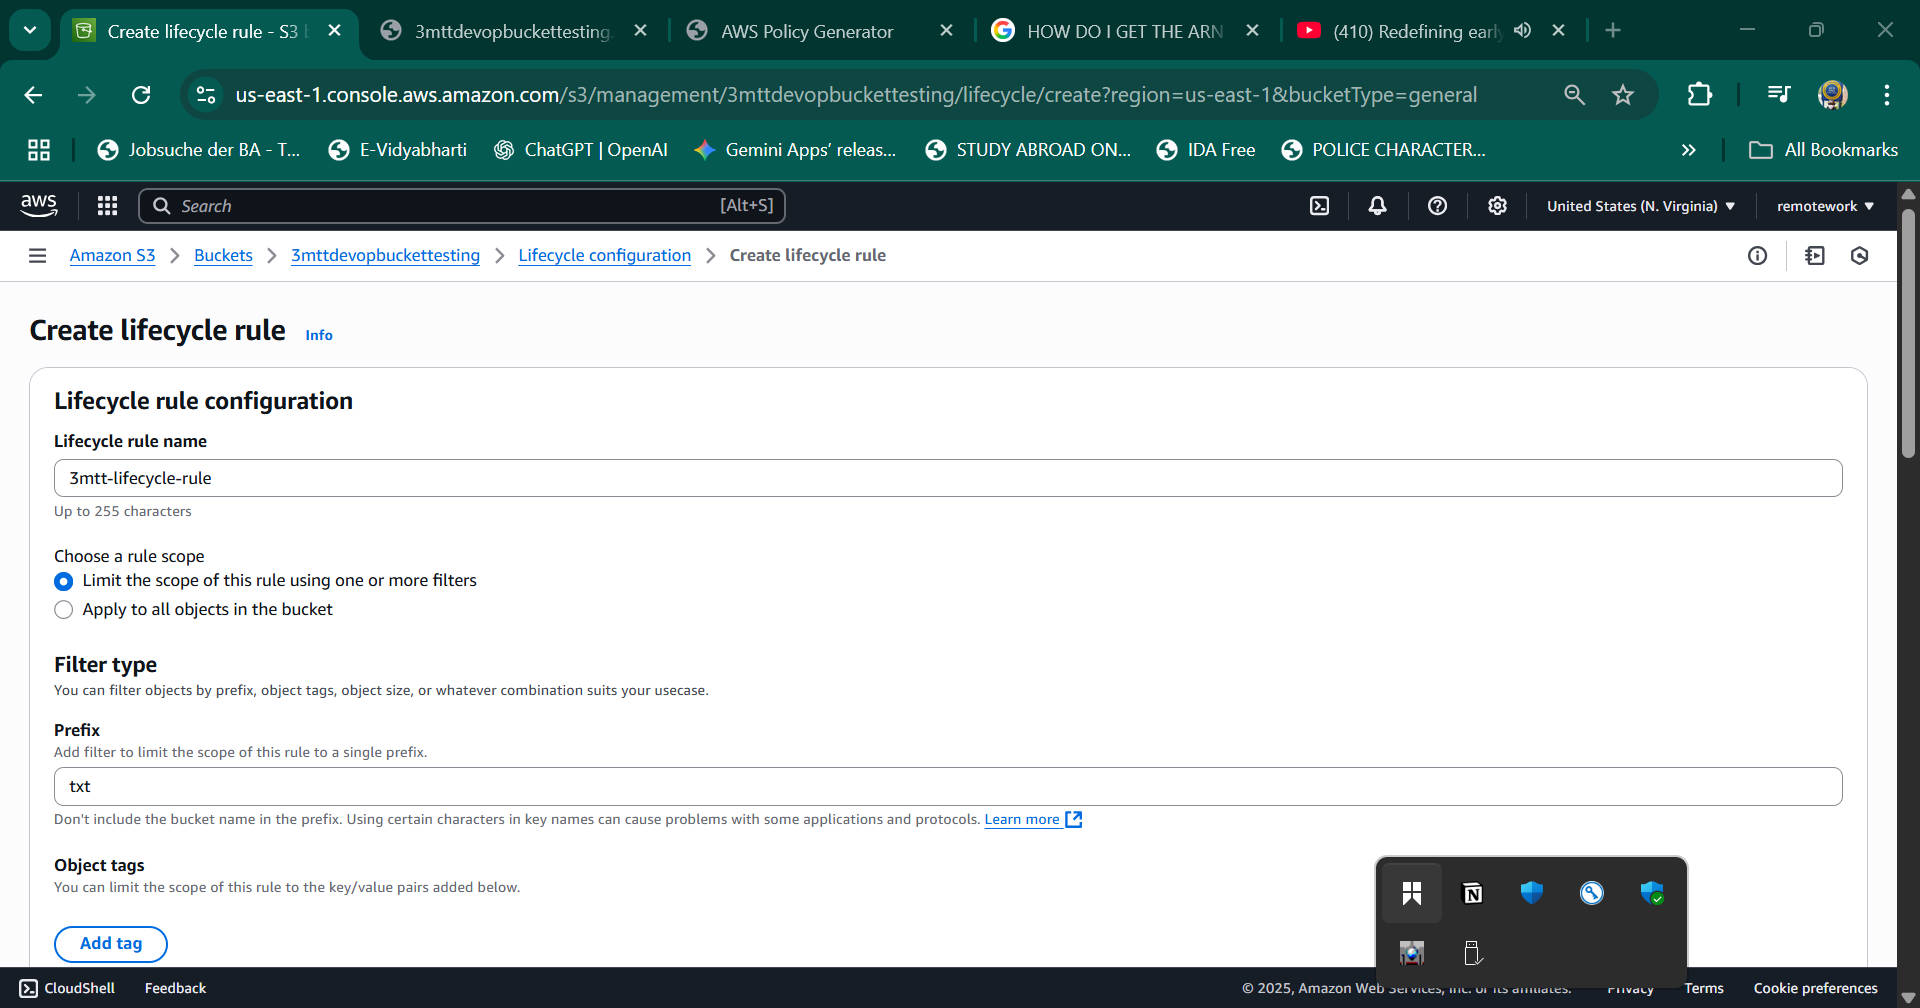 Create lifecycle rule - S3
3mttdevopbuckettesting.
AWS Policy Generator
HOW DO I GET THE ARN
(410) Redefining early
us-east-1.console.aws.amazon.com/s3/management/3mttdevopbuckettesting/lifecycle/create?region=us-east-1&bucketType=general
Jobsuche der BA - T...
E-Vidyabharti
ChatGPT | OpenAI
Gemini Apps' releas...
STUDY ABROAD ON...
IDA Free
POLICE CHARACTER...
All Bookmarks
aws
Search
[Alt+S]
United States (N. Virginia)
remotework
Amazon S3
Buckets
3mttdevopbuckettesting
Lifecycle configuration
Create lifecycle rule
Create lifecycle rule
Info
Lifecycle rule configuration
Lifecycle rule name
3mtt-lifecycle-rule
Up to 255 characters
Choose a rule scope
Limit the scope of this rule using one or more filters
Apply to all objects in the bucket
Filter type
You can filter objects by prefix, object tags, object size, or whatever combination suits your usecase.
Prefix
Add filter to limit the scope of this rule to a single prefix.
txt
Don't include the bucket name in the prefix. Using certain characters in key names can cause problems with some applications and protocols. Learn more
Object tags
You can limit the scope of this rule to the key/value pairs added below.
Add tag
CloudShell
Feedback
© 2025, Amazon Web Services, Inc. or its affiliates.
Privacy
Terms
Cookie preferences